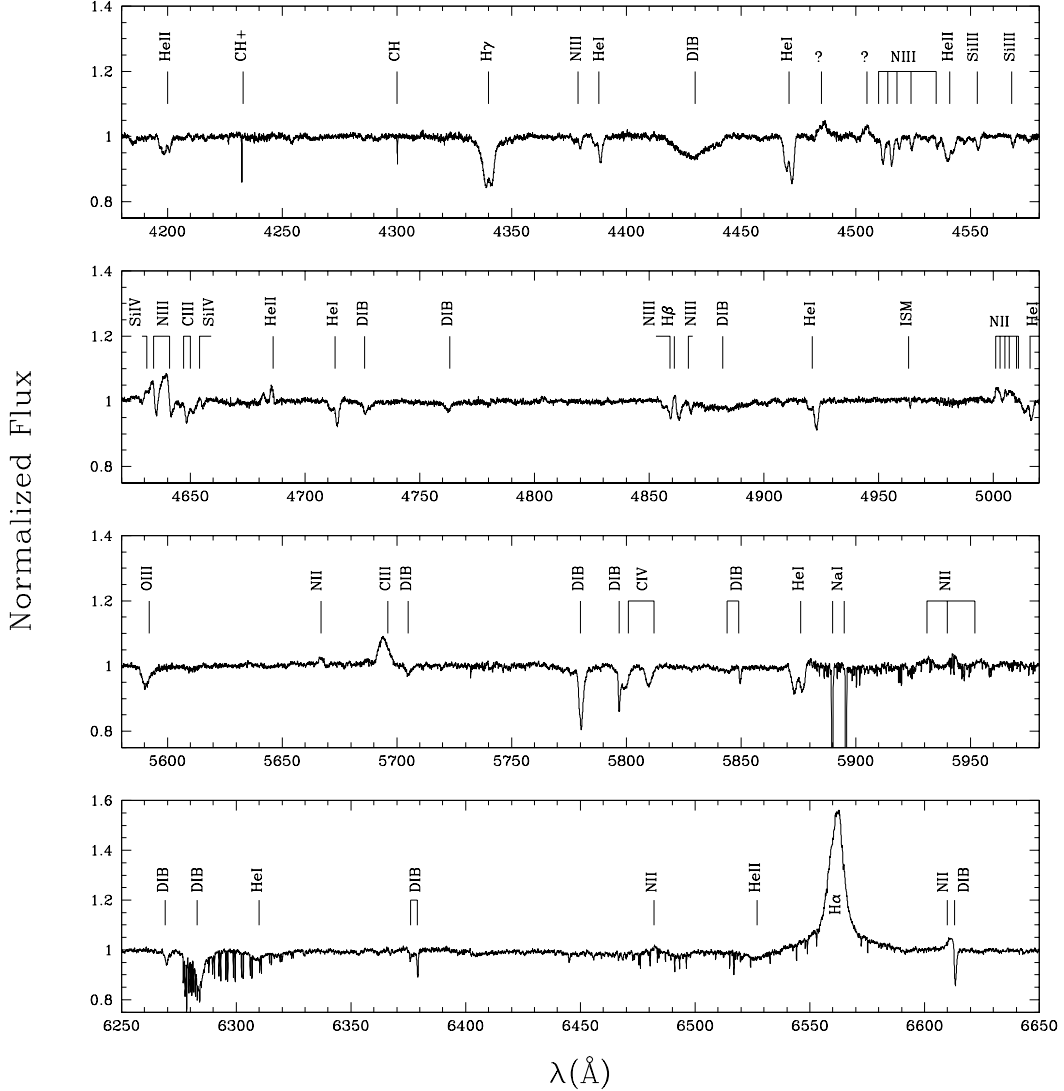 Normalized Flux
1.4
1.2
1
0.8
HeII
CH+
CH
Hγ
NIII
HeI
DIB
HeI
?
?
NIII
HeII
SiIII
SiIII
4200
4250
4300
4350
4400
4450
4500
4550
1.4
1.2
1
0.8
SiIV
NIII
CIII
SiIV
HeII
HeI
DIB
DIB
NIII
Hβ
NIII
DIB
HeI
ISM
NII
HeI
4650
4700
4750
4800
4850
4900
4950
5000
1.4
1.2
1
0.8
OIII
NII
CIII
DIB
DIB
DIB
CIV
DIB
HeI
NaI
NII
5600
5650
5700
5750
5800
5850
5900
5950
1.6
1.4
1.2
1
0.8
DIB
DIB
HeI
DIB
NII
HeII
Hα
NII
DIB
6250
6300
6350
6400
6450
6500
6550
6600
6650
λ(Å)